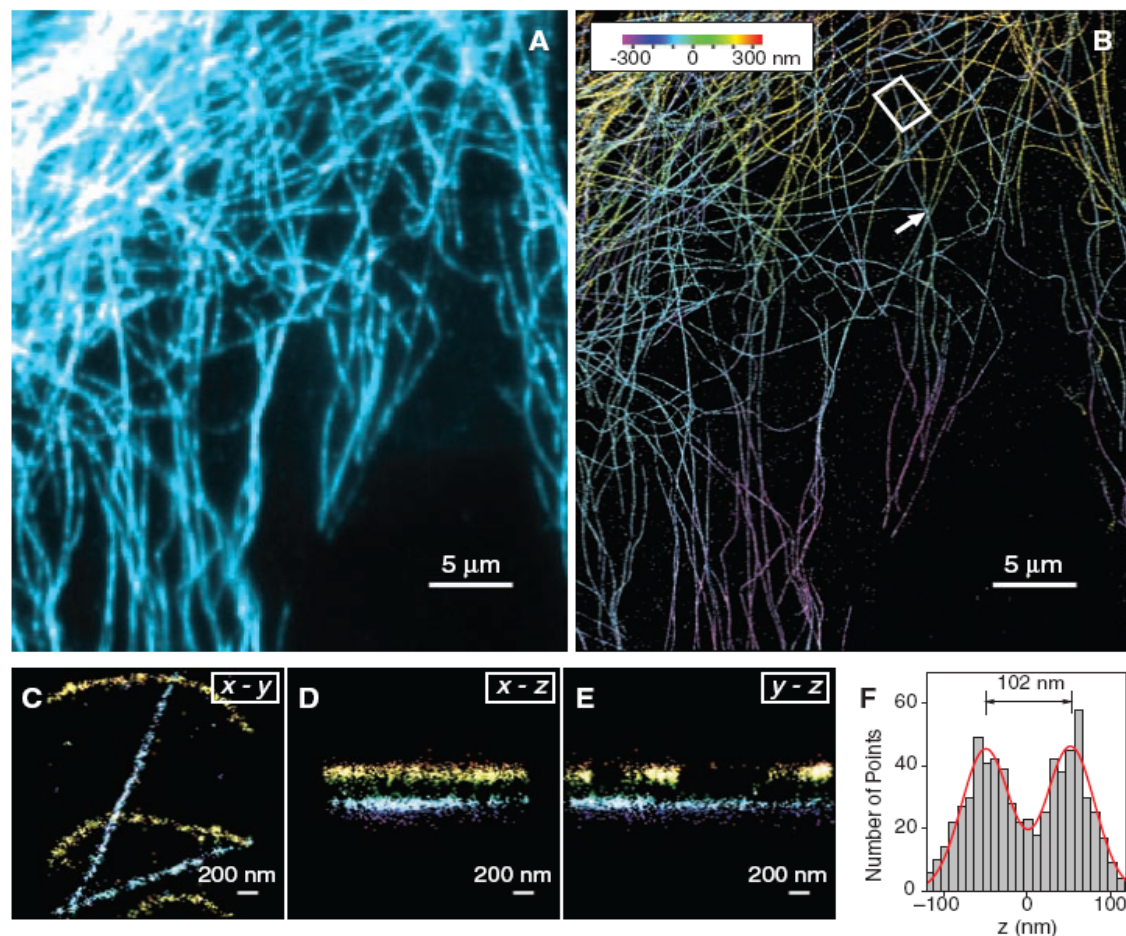 A
B
-300 0 300 nm
5 μm
5 μm
C
x - y
200 nm
D
x - z
200 nm
E
y - z
200 nm
F
102 nm
Number of Points
60
40
20
0
–100 0 100
z (nm)